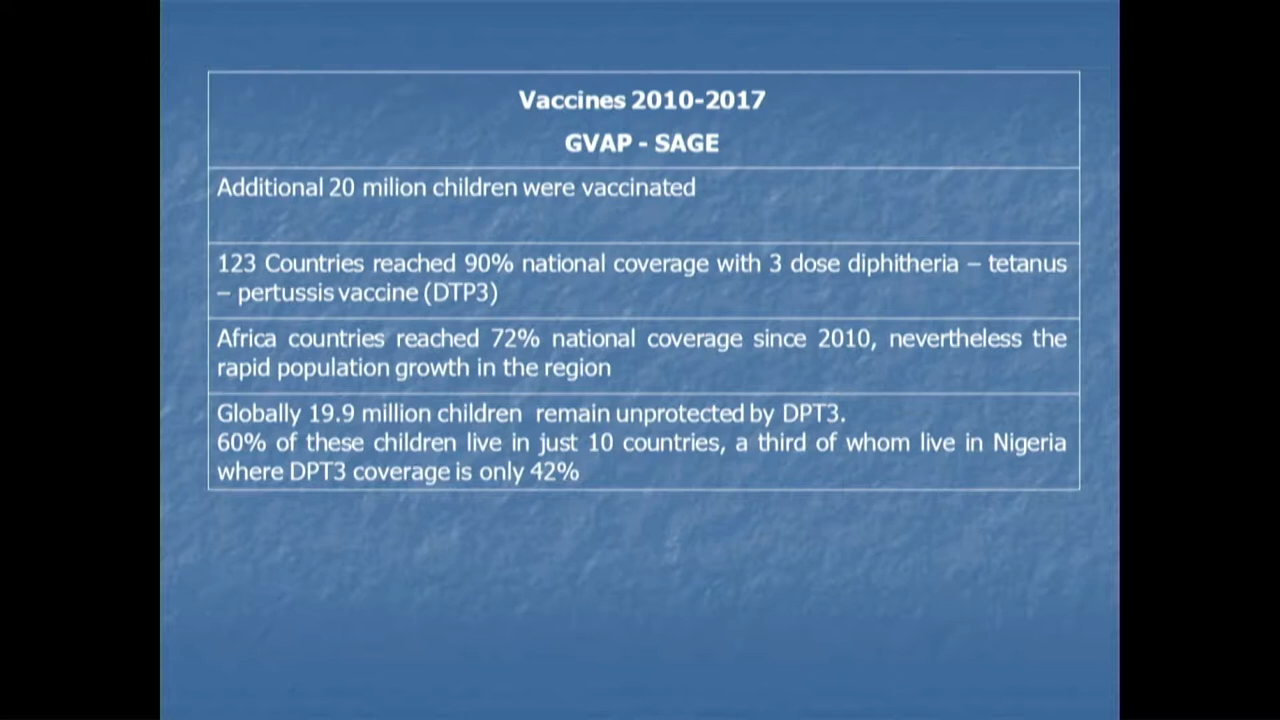 Vaccines 2010-2017
GVAP - SAGE
Additional 20 milion children were vaccinated
123 Countries reached 90% national coverage with 3 dose diphitheria – tetanus
– pertussis vaccine (DTP3)
Africa countries reached 72% national coverage since 2010, nevertheless the
rapid population growth in the region
Globally 19.9 million children remain unprotected by DPT3.
60% of these children live in just 10 countries, a third of whom live in Nigeria
where DPT3 coverage is only 42%